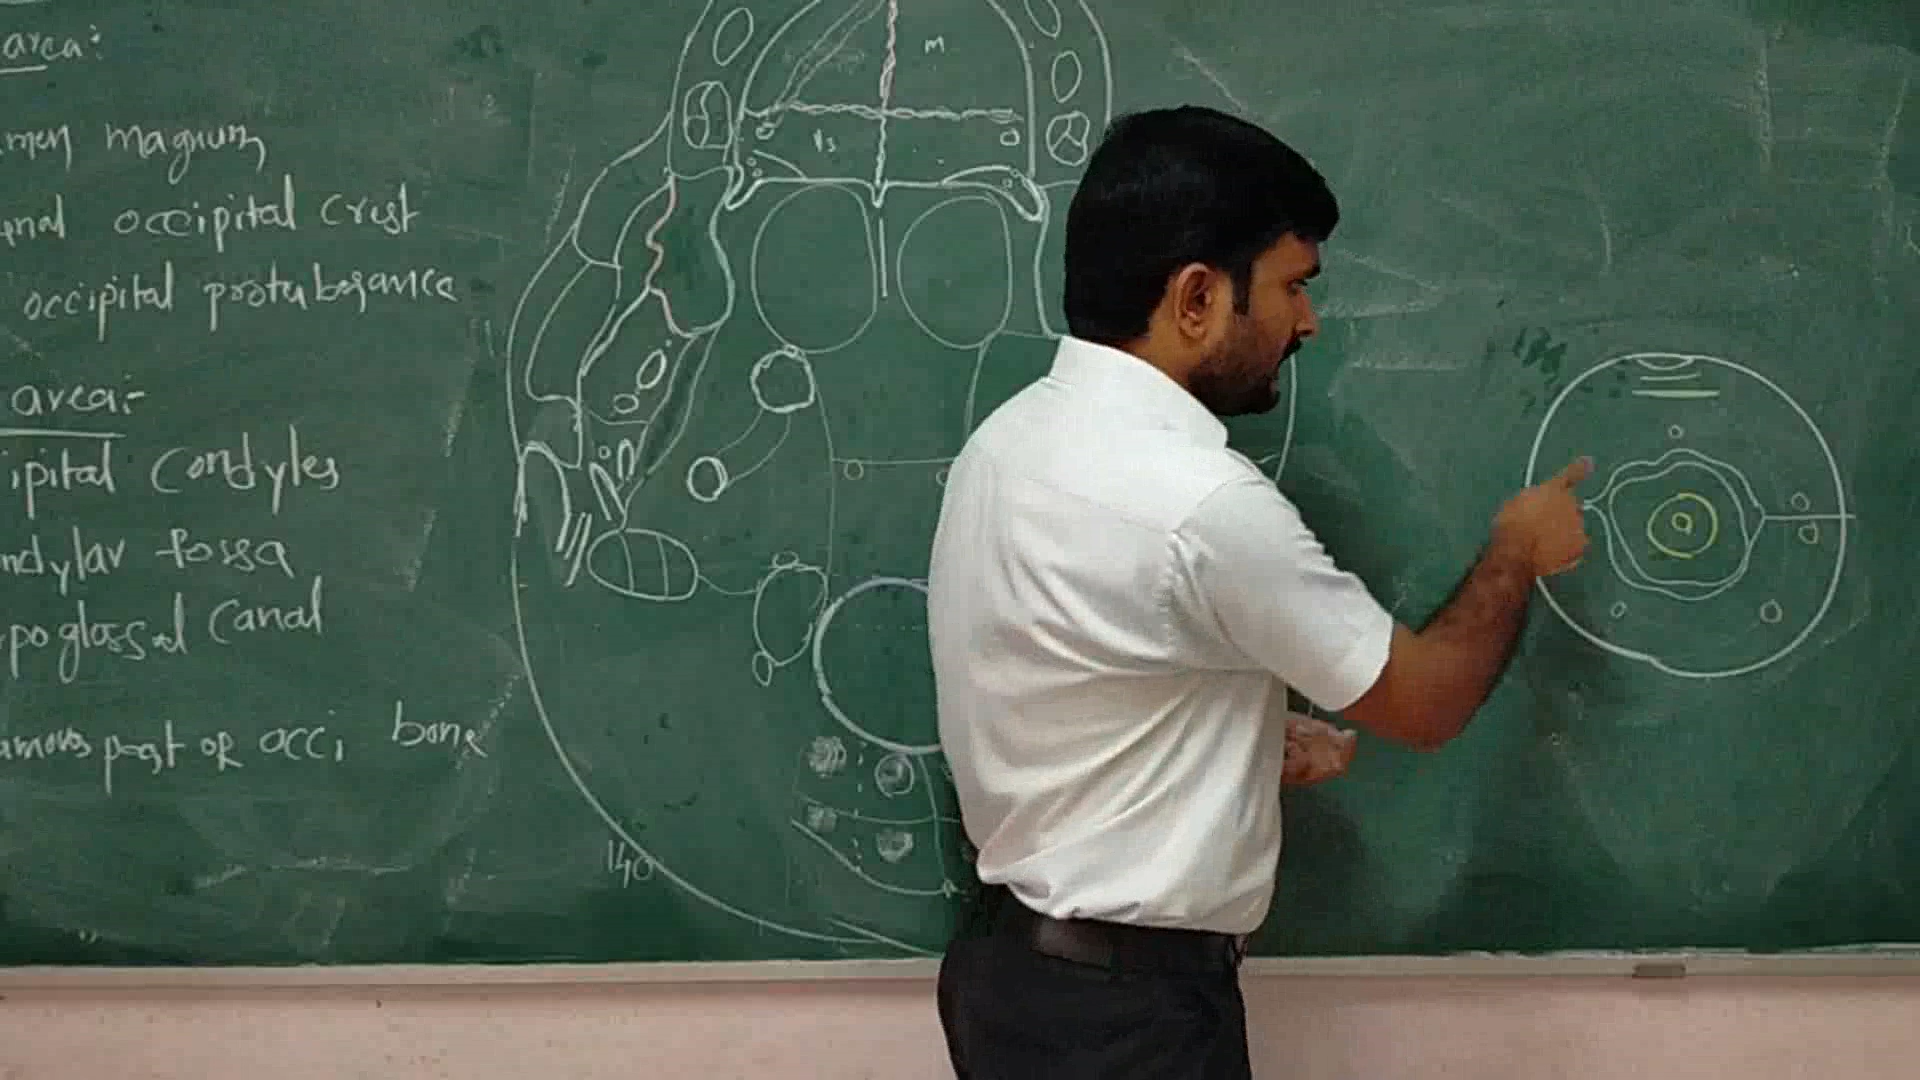 area:
men magnum
nal occipital crest
occipital protuberance
area:-
ipital condyles
ndylar fossa
poglossal canal
amous part of occi bone
M
140